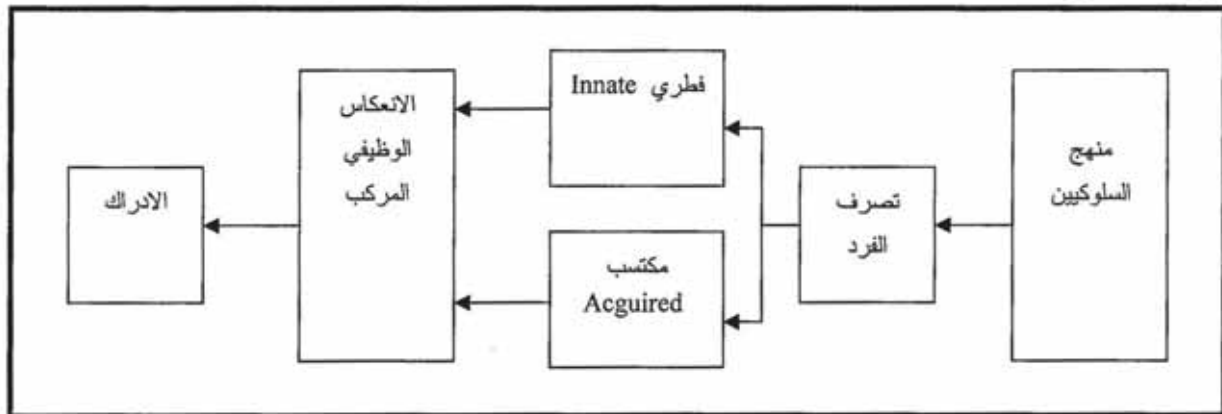 منهج
السلوكيين
تصرف
الفرد
فطري Innate
مكتسب
Acguired
الانعكاس
الوظيفي
المركب
الادراك